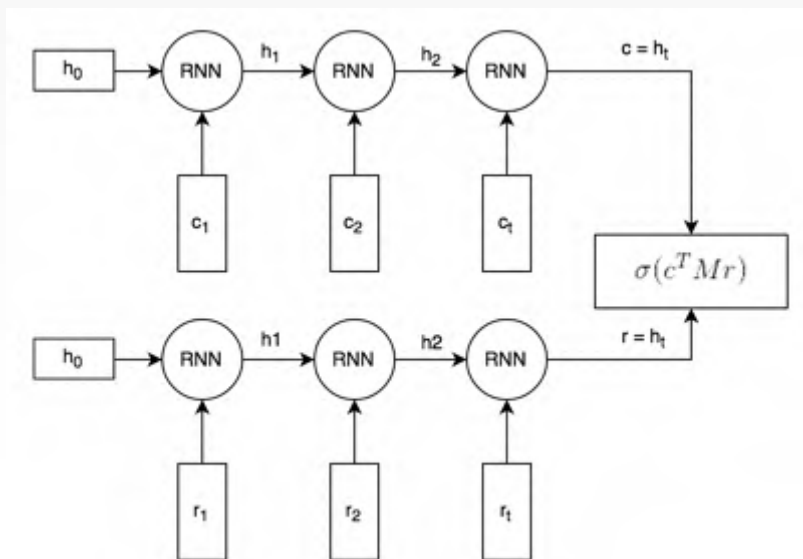 h₀ RNN h₁ RNN h₂ RNN c = hₜ
c₁ c₂ cₜ
σ(cᵀMr)
h₀ RNN h1 RNN h2 RNN r = hₜ
r₁ r₂ rₜ